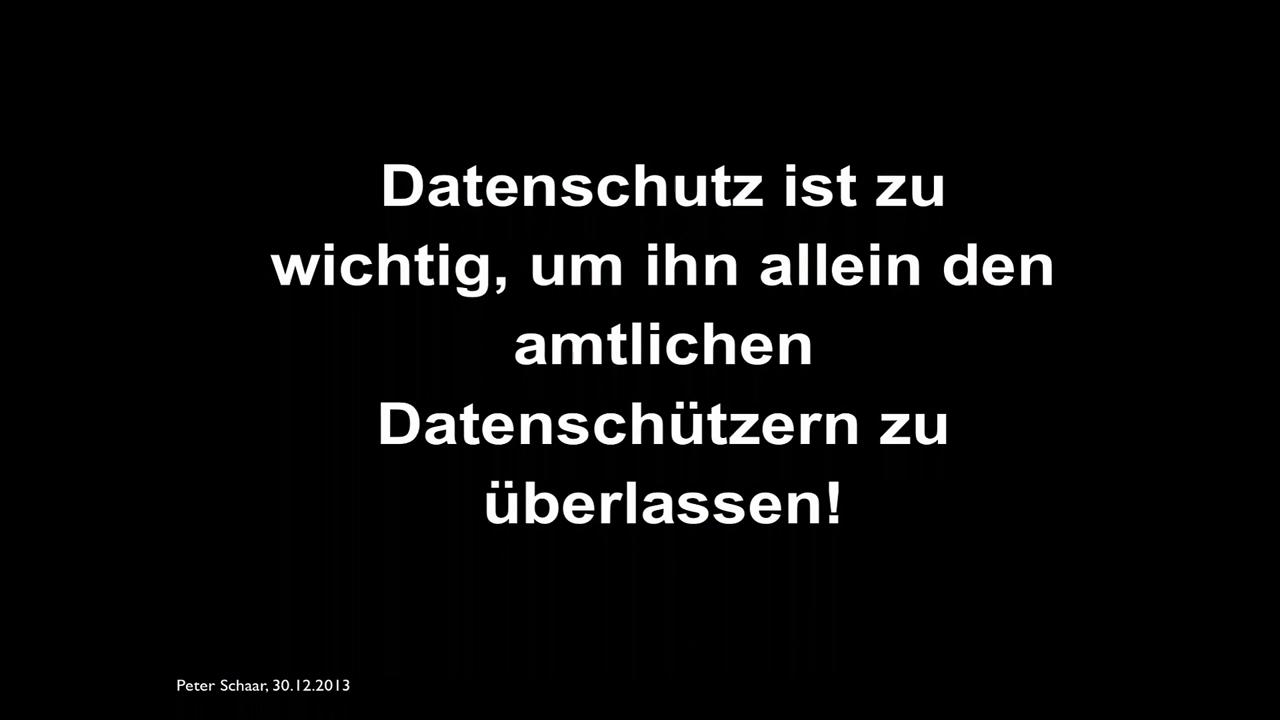 Datenschutz ist zu
wichtig, um ihn allein den
amtlichen
Datenschützern zu
überlassen!
Peter Schaar, 30.12.2013